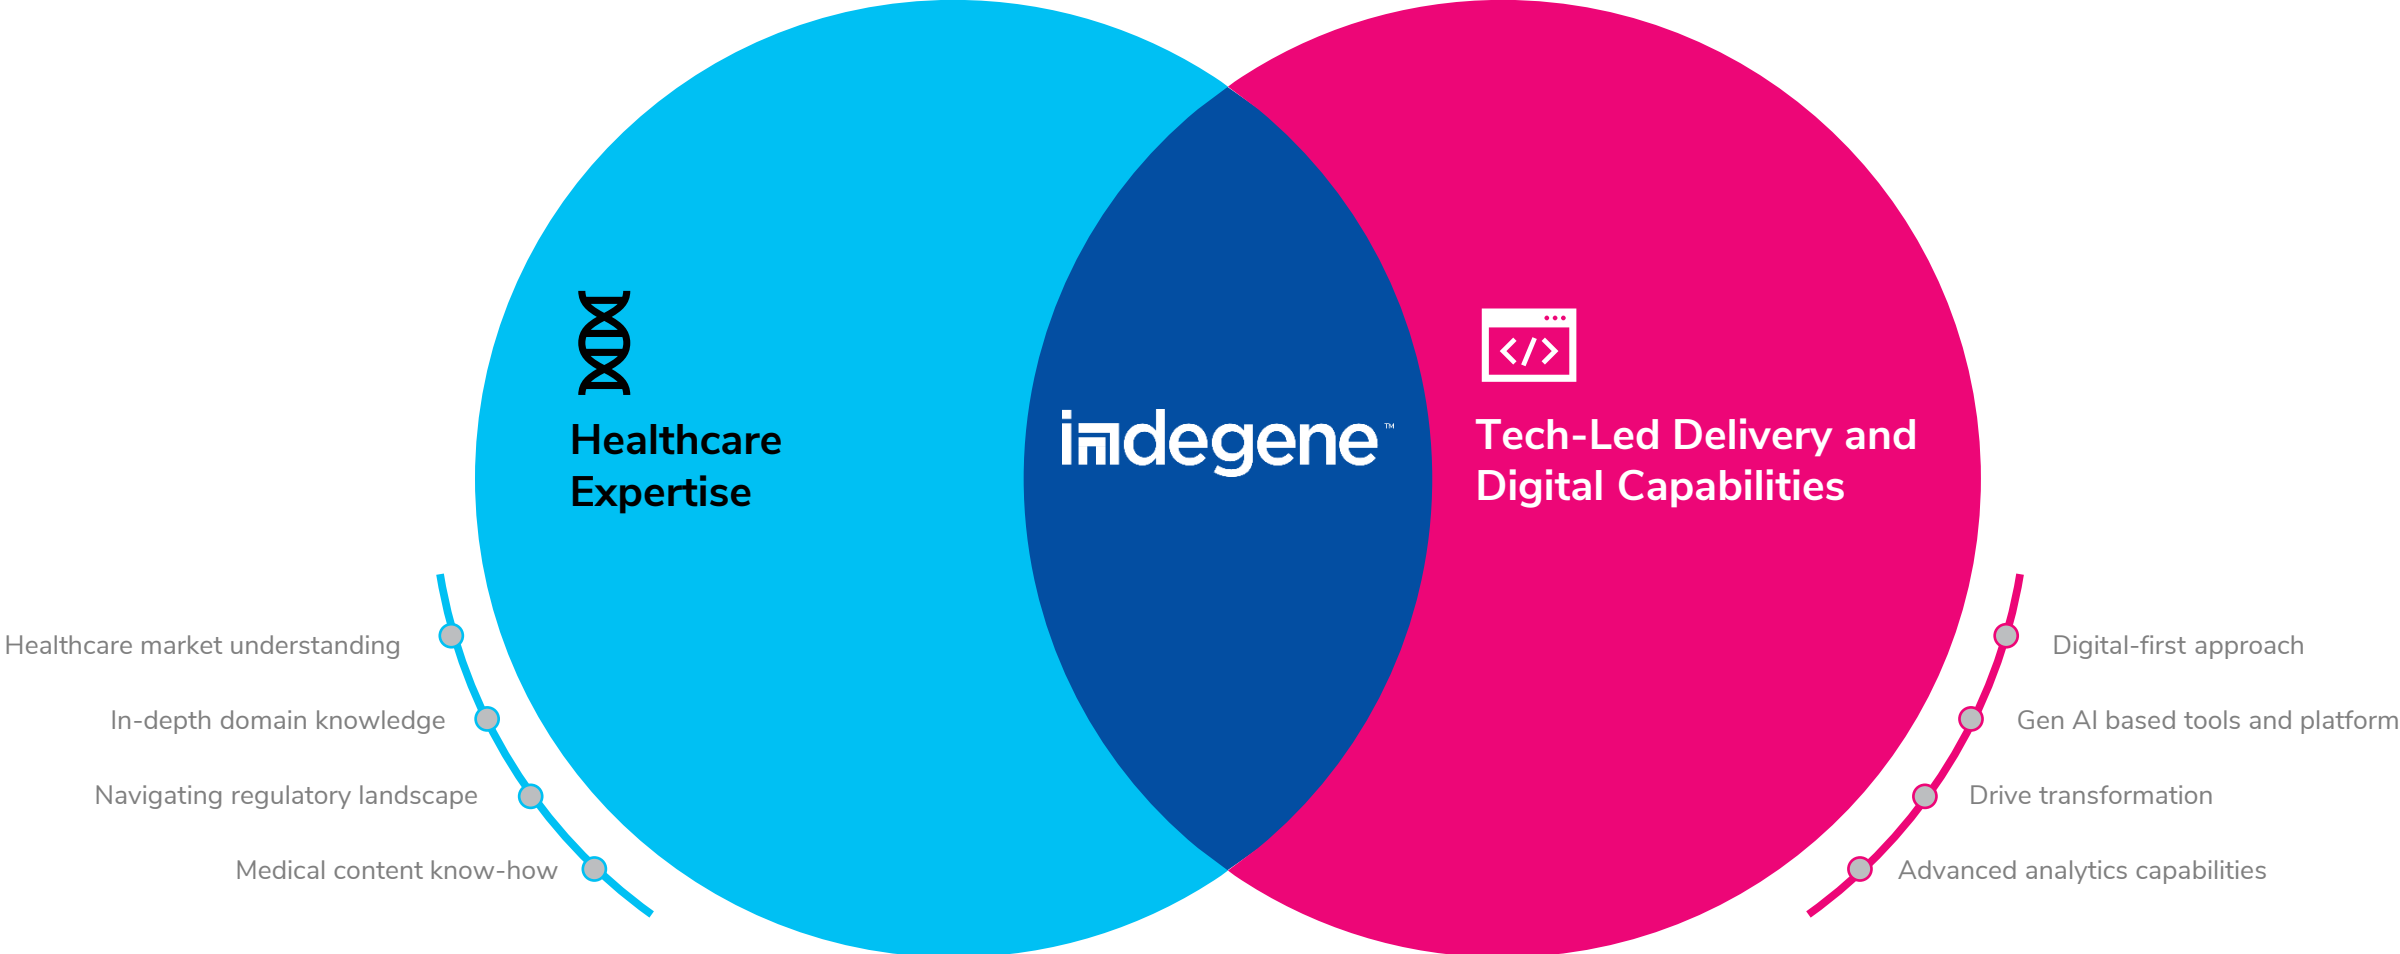 Healthcare
Expertise
indegene™
</>
Tech-Led Delivery and
Digital Capabilities
Healthcare market understanding
In-depth domain knowledge
Navigating regulatory landscape
Medical content know-how
Digital-first approach
Gen AI based tools and platform
Drive transformation
Advanced analytics capabilities